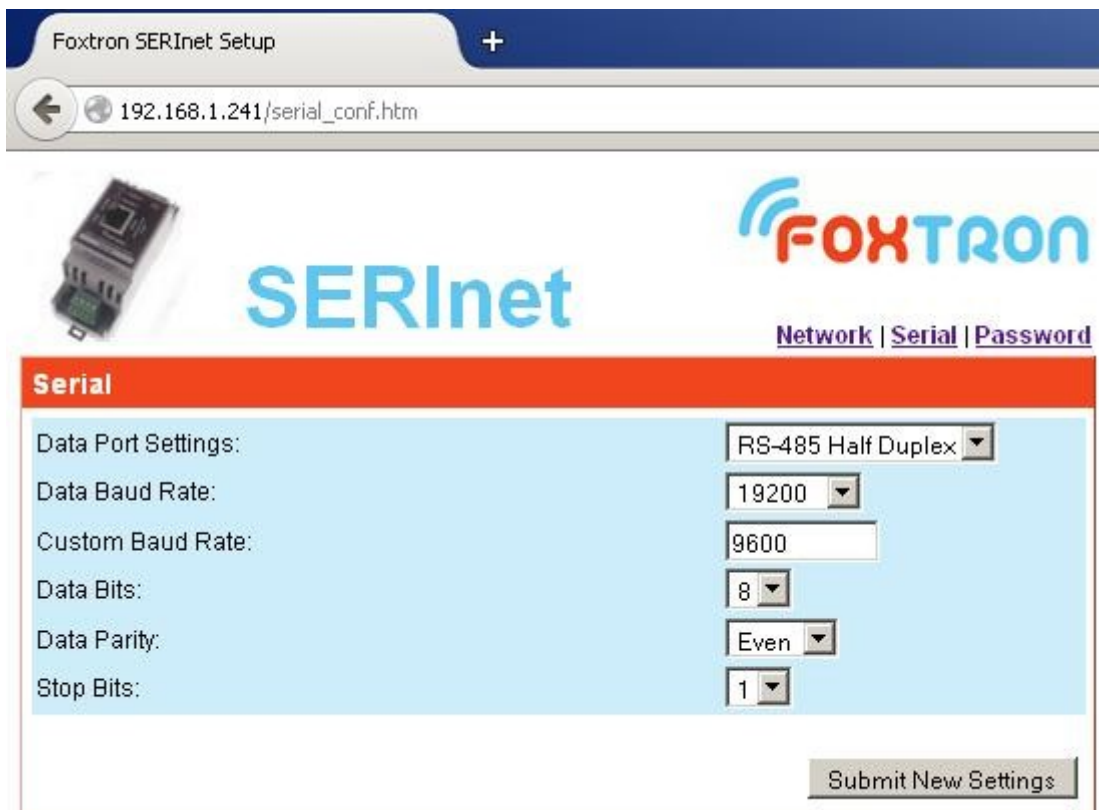 Foxtron SERInet Setup
192.168.1.241/serial_conf.htm
FOXTRON
SERInet
Network | Serial | Password
Serial
Data Port Settings: RS-485 Half Duplex
Data Baud Rate: 19200
Custom Baud Rate: 9600
Data Bits: 8
Data Parity: Even
Stop Bits: 1
Submit New Settings